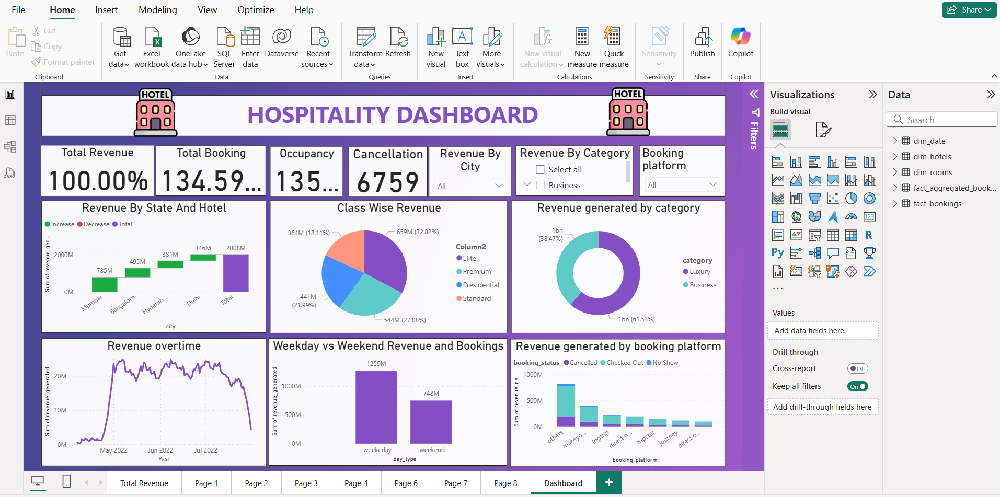 File Home Insert Modeling View Optimize Help
Share
Paste
Cut
Copy
Format painter
Clipboard
Get data
Excel workbook
OneLake data hub
SQL Server
Enter data
Dataverse
Recent sources
Data
Transform data
Refresh
Queries
New visual
Text box
More visuals
Insert
New visual calculation
New measure
Quick measure
Calculations
Sensitivity
Sensitivity
Publish
Share
Copilot
Copilot
HOTEL
HOSPITALITY DASHBOARD
HOTEL
Total Revenue
100.00%
Total Booking
134.59...
Occupancy
135...
Cancellation
6759
Revenue By
City
All
Revenue By Category
Select all
Business
Booking
platform
All
Revenue By State And Hotel
Increase Decrease Total
Sum of revenue_gen...
2000M
0M
785M
495M
381M
346M
2008M
Mumbai
Bangalore
Hyderab...
Delhi
Total
city
Class Wise Revenue
364M (18.11%)
659M (32.82%)
441M
(21.99%)
544M (27.08%)
Column2
Elite
Premium
Presidential
Standard
Revenue generated by category
1bn
(38.47%)
1bn (61.53%)
category
Luxury
Business
Revenue overtime
Sum of revenue_generated
20M
10M
0M
May 2022
Jun 2022
Jul 2022
Year
Weekday vs Weekend Revenue and Bookings
Sum of revenue_generated
1000M
500M
0M
1259M
748M
weekeday
weekend
day_type
Revenue generated by booking platform
booking_status Cancelled Checked Out No Show
Sum of revenue_ge...
1000M
500M
0M
others
makeyo...
logtrip
direct o...
tripster
journey
direct o...
booking_platform
Filters
Visualizations
Build visual
123
R
Py
123
...
Values
Add data fields here
Drill through
Cross-report
Off
Keep all filters
On
Add drill-through fields here
Data
Search
dim_date
dim_hotels
dim_rooms
fact_aggregated_book...
fact_bookings
DAX
Total Revenue
Page 1
Page 2
Page 3
Page 4
Page 6
Page 7
Page 8
Dashboard
+